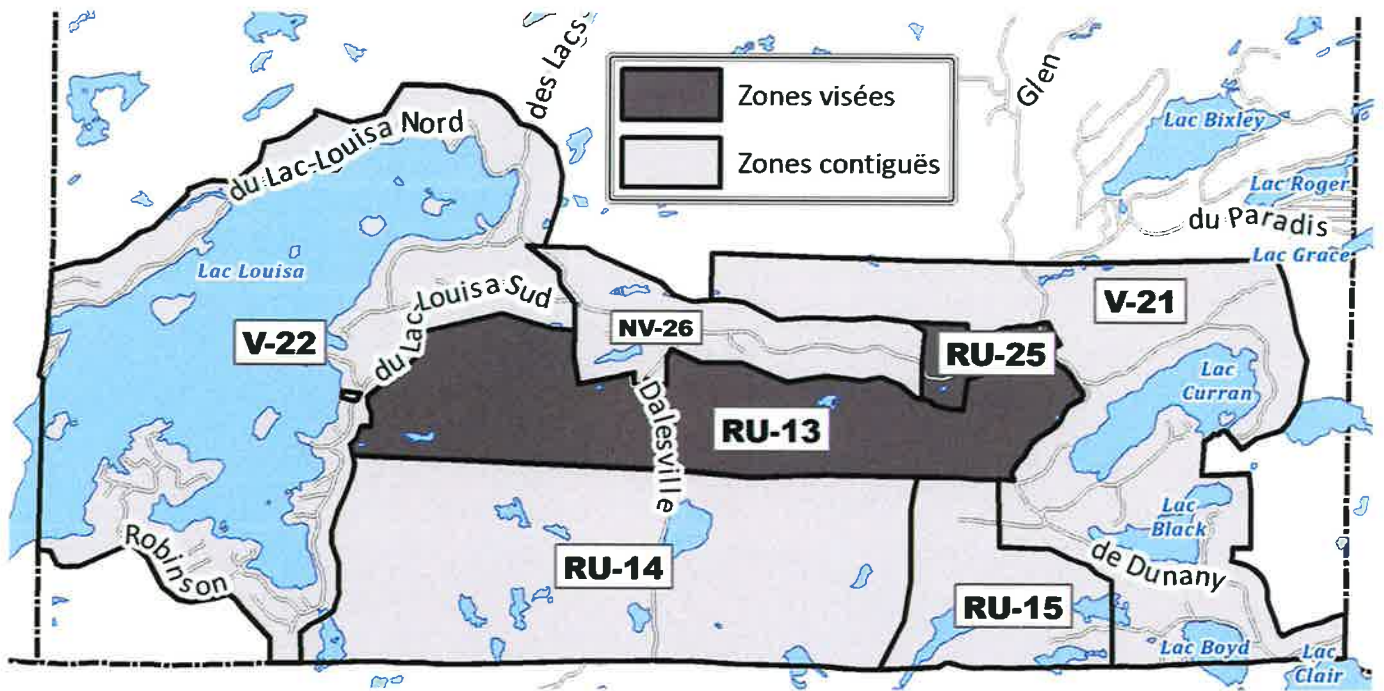 des Lacs
Zones visées
Zones contiguës
Glen
Lac Bixley
Lac Roger
du Paradis
Lac Grace
du Lac-Louisa Nord
Lac Louisa
du Lac-Louisa Sud
V-22
NV-26
V-21
RU-25
Lac
Curran
RU-13
Dalesville
Robinson
RU-14
Lac
Black
de Dunany
RU-15
Lac Boyd
Lac
Clair